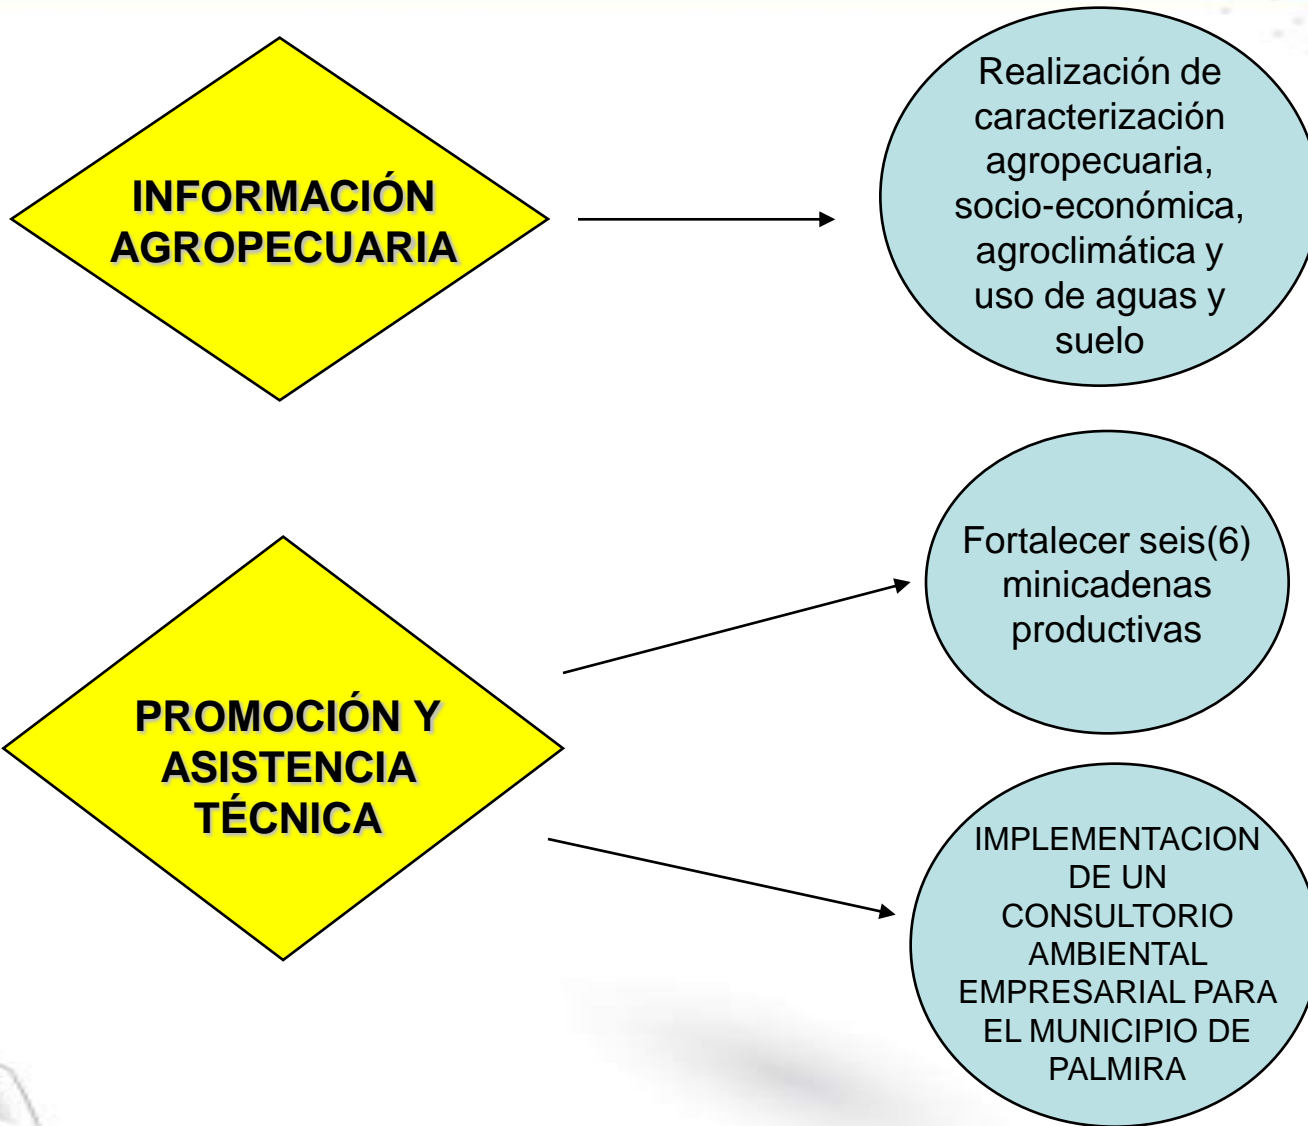 INFORMACIÓN
AGROPECUARIA
Realización de
caracterización
agropecuaria,
socio-económica,
agroclimática y
uso de aguas y
suelo
PROMOCIÓN Y
ASISTENCIA
TÉCNICA
Fortalecer seis(6)
minicadenas
productivas
IMPLEMENTACION
DE UN
CONSULTORIO
AMBIENTAL
EMPRESARIAL PARA
EL MUNICIPIO DE
PALMIRA